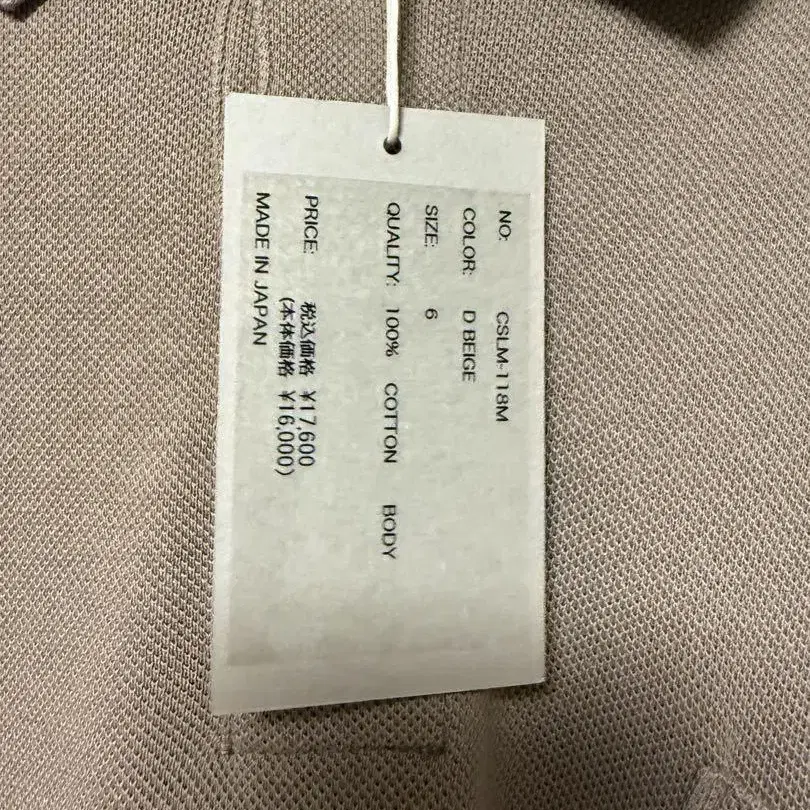 NO: CSLM-118M
COLOR: D BEIGE
SIZE: 6
QUALITY: 100% COTTON BODY
PRICE: 税込価格 ¥17,600
(本体価格 ¥16,000)
MADE IN JAPAN